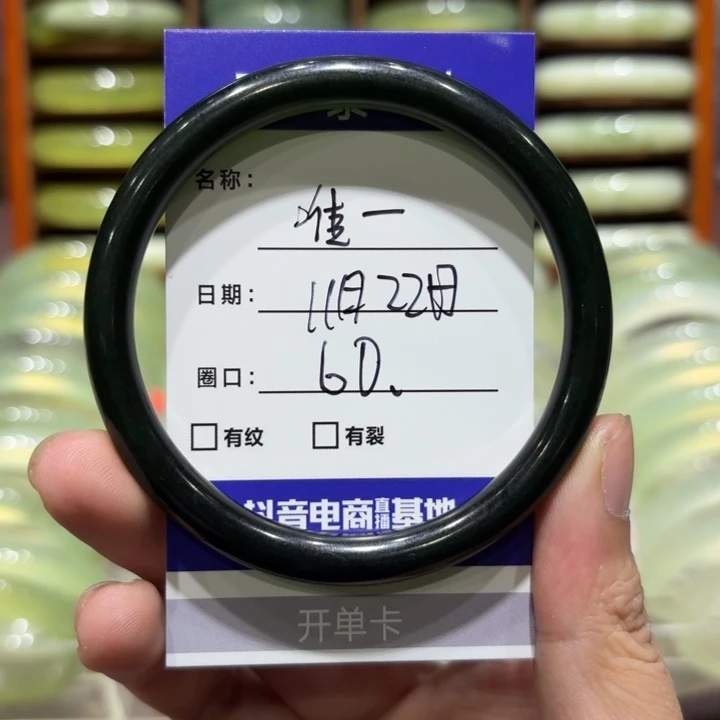 名称: 唯一
日期: 11月22日
圈口: 60.
□有纹 □有裂
抖音电商直播基地
开单卡